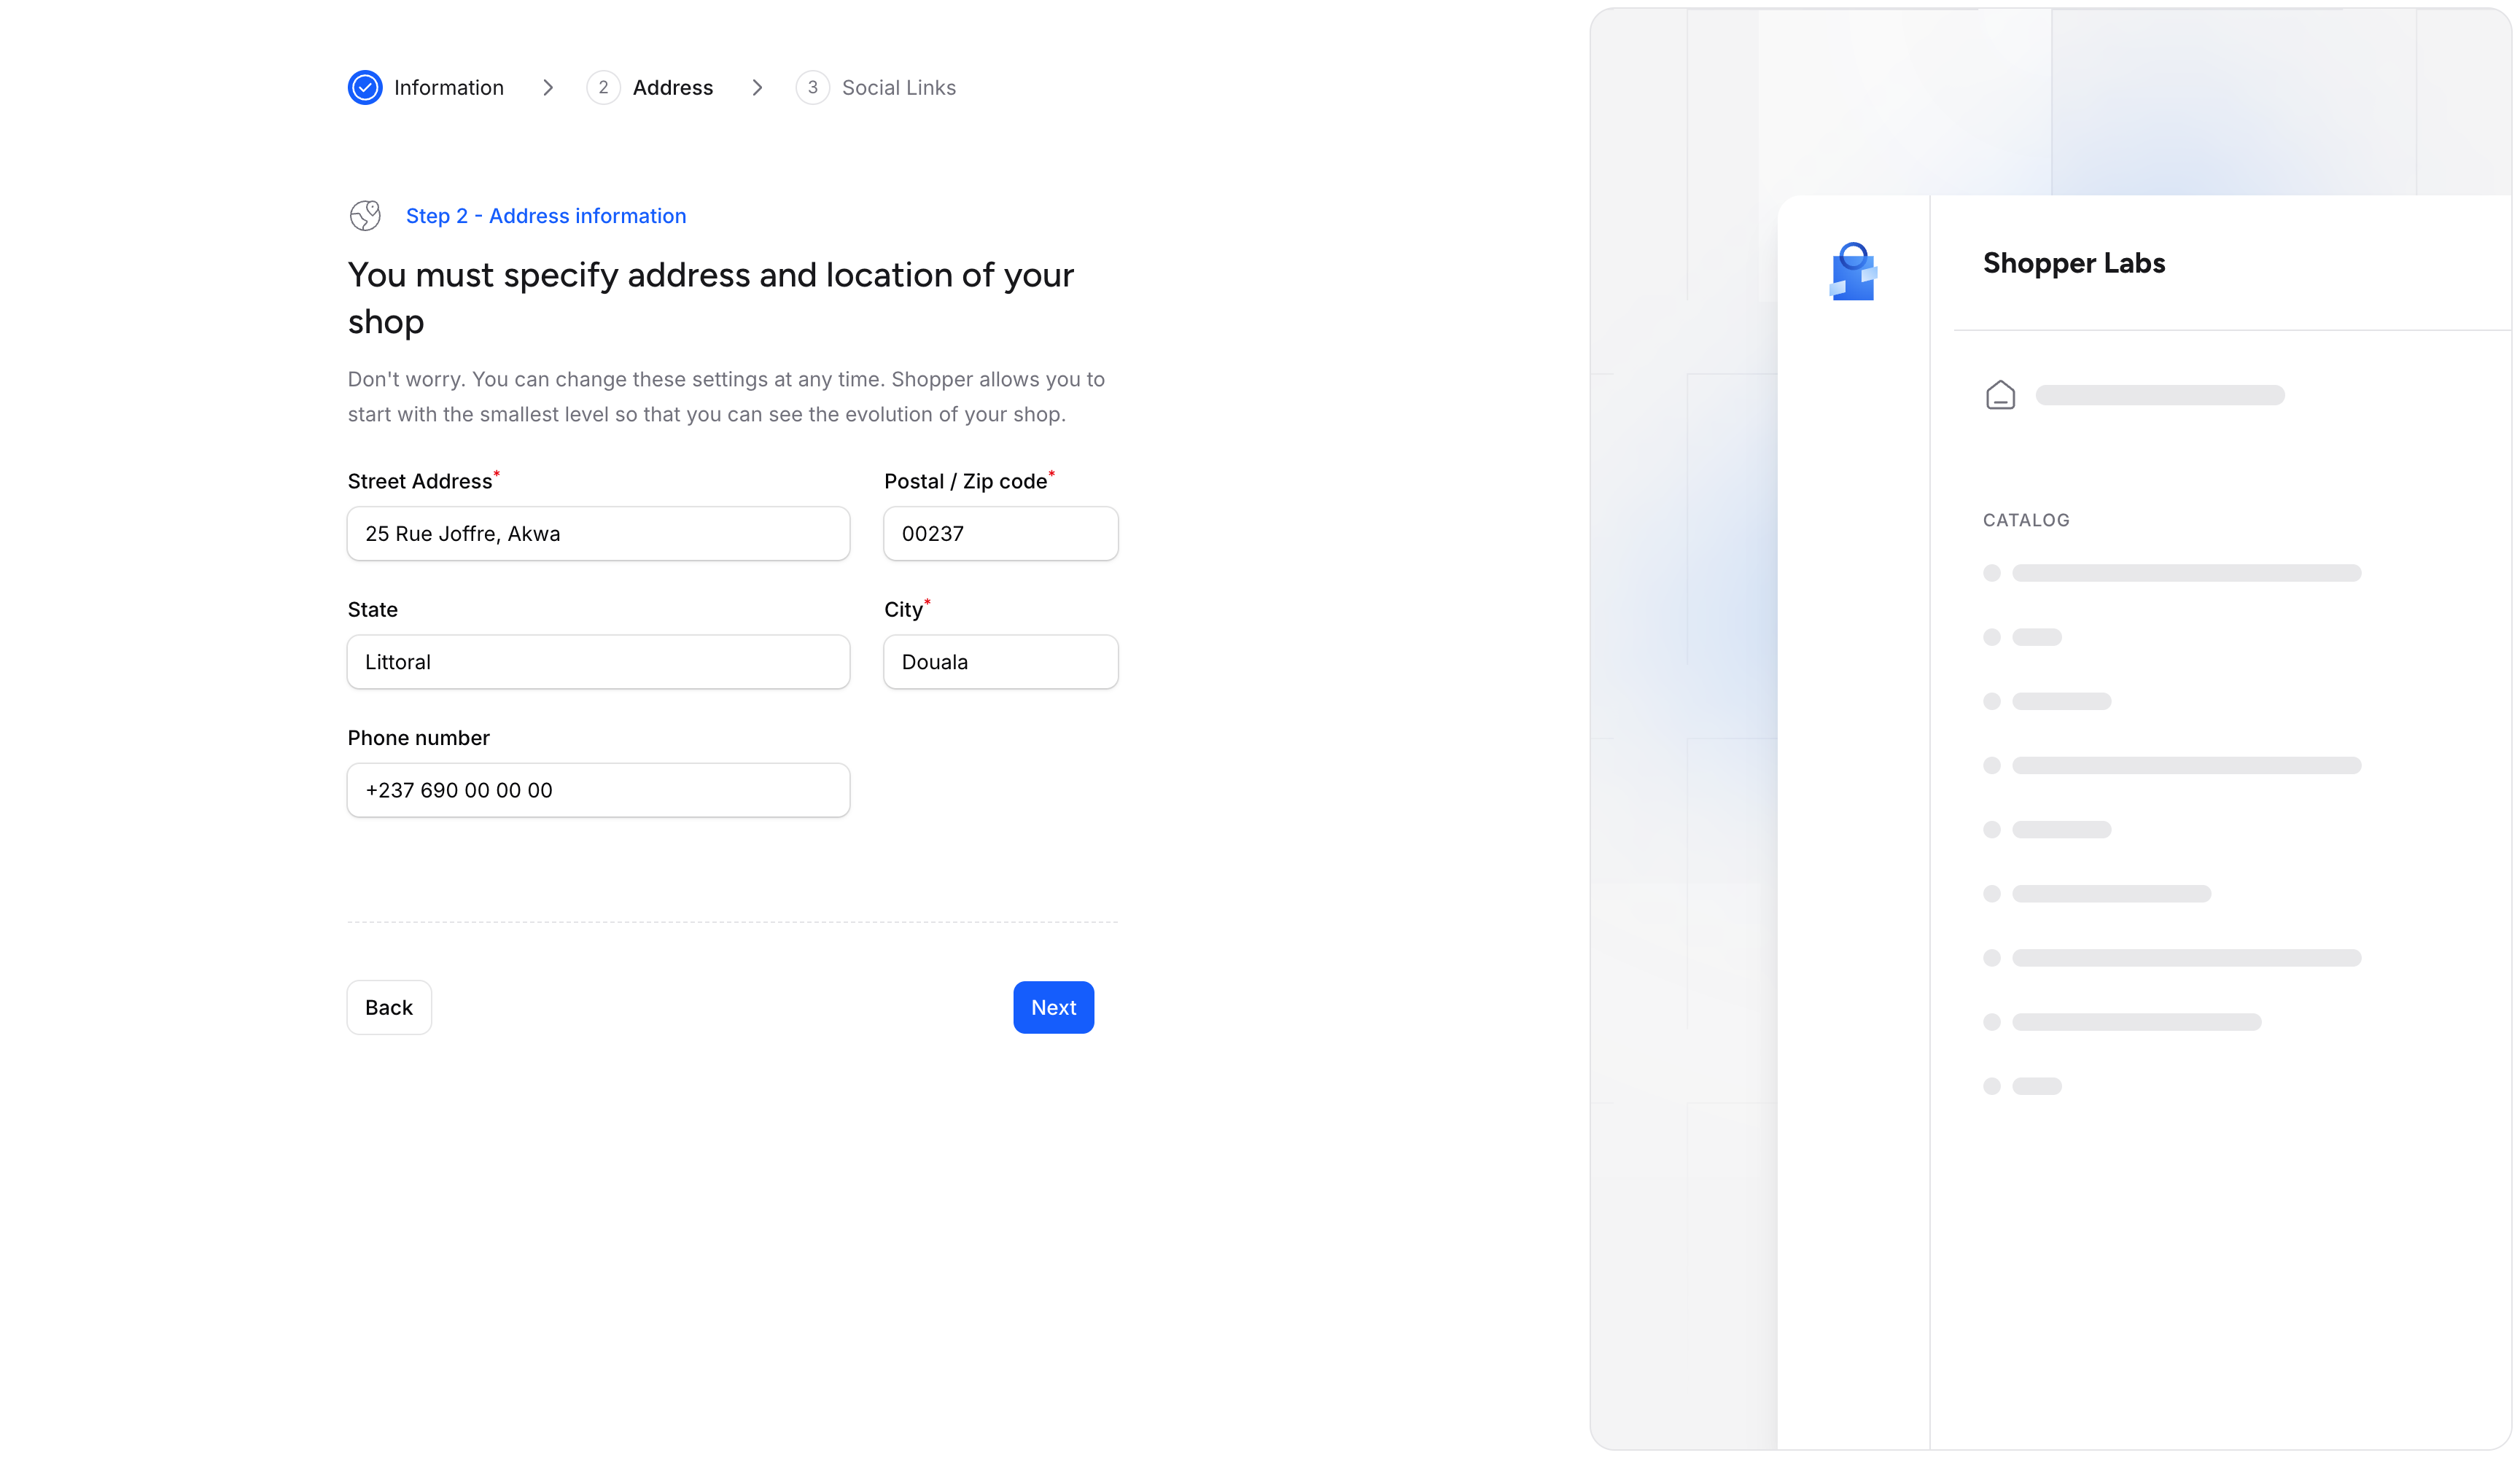 Information
2
Address
3
Social Links
Step 2 - Address information
You must specify address and location of your
shop
Don't worry. You can change these settings at any time. Shopper allows you to
start with the smallest level so that you can see the evolution of your shop.
Street Address*
Postal / Zip code*
25 Rue Joffre, Akwa
00237
State
City*
Littoral
Douala
Phone number
+237 690 00 00 00
Back
Next
Shopper Labs
CATALOG